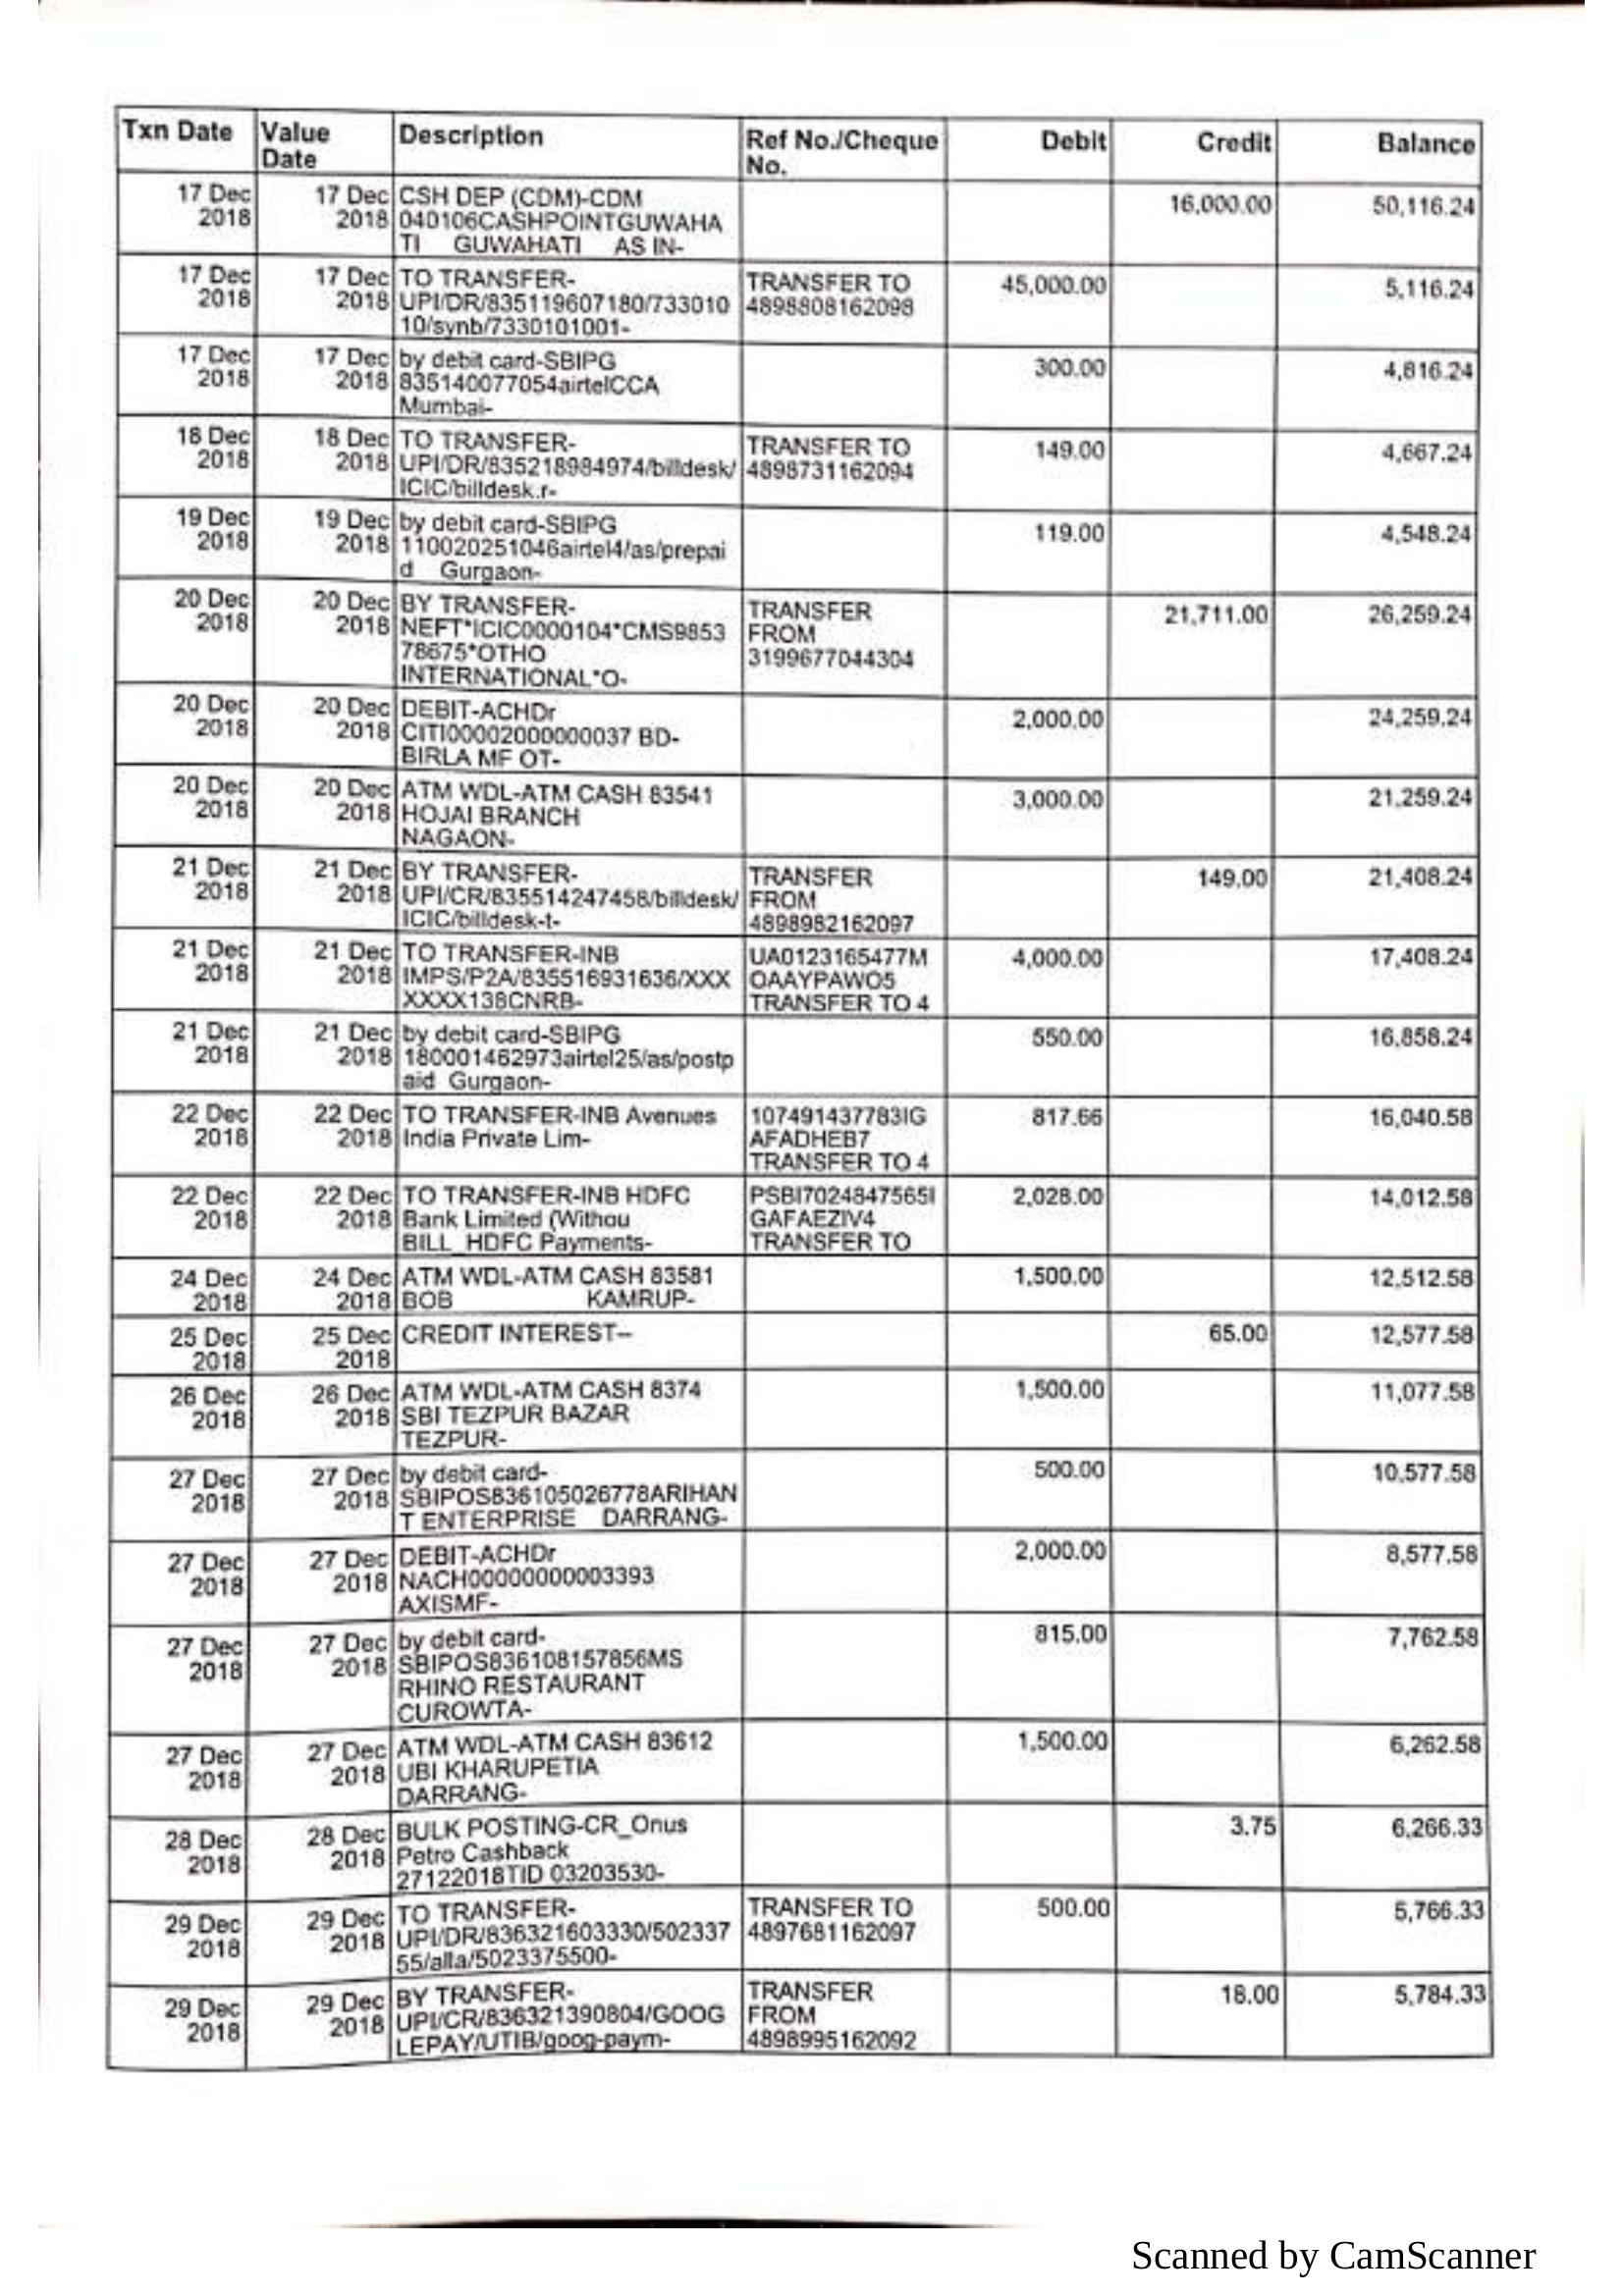 Txn Date Value Date Description Ref No./Cheque No. Debit Credit Balance
17 Dec 17 Dec CSH DEP (CDM)-CDM 16,000.00 50,116.24
2018 2018 040106CASHPOINTGUWAHA
TI GUWAHATI AS IN-
17 Dec 17 Dec TO TRANSFER- TRANSFER TO 45,000.00 5,116.24
2018 2018 UPI/DR/835119607180/733010 4898808162098
10/synb/7330101001-
17 Dec 17 Dec by debit card-SBIPG 300.00 4,816.24
2018 2018 835140077054airtelCCA
Mumbai-
18 Dec 18 Dec TO TRANSFER- TRANSFER TO 149.00 4,667.24
2018 2018 UPI/DR/835218984974/billdesk/ 4898731162094
ICIC/billdesk.r-
19 Dec 19 Dec by debit card-SBIPG 119.00 4,548.24
2018 2018 110020251046airtel4/as/prepai
d Gurgaon-
20 Dec 20 Dec BY TRANSFER- TRANSFER 21,711.00 26,259.24
2018 2018 NEFT*ICIC0000104*CMS9853 FROM
78675*OTHO 3199677044304
INTERNATIONAL*O-
20 Dec 20 Dec DEBIT-ACHDr 2,000.00 24,259.24
2018 2018 CITI00002000000037 BD-
BIRLA MF OT-
20 Dec 20 Dec ATM WDL-ATM CASH 83541 3,000.00 21,259.24
2018 2018 HOJAI BRANCH
NAGAON-
21 Dec 21 Dec BY TRANSFER- TRANSFER 149.00 21,408.24
2018 2018 UPI/CR/835514247458/billdesk/ FROM
ICIC/billdesk-t- 4898982162097
21 Dec 21 Dec TO TRANSFER-INB UA0123165477M 4,000.00 17,408.24
2018 2018 IMPS/P2A/835516931636/XXX OAAYPAWO5
XXXX138CNRB- TRANSFER TO 4
21 Dec 21 Dec by debit card-SBIPG 550.00 16,858.24
2018 2018 180001462973airtel25/as/postp
aid Gurgaon-
22 Dec 22 Dec TO TRANSFER-INB Avenues 107491437783IG 817.66 16,040.58
2018 2018 India Private Lim- AFADHEB7
TRANSFER TO 4
22 Dec 22 Dec TO TRANSFER-INB HDFC PSBI7024847565I 2,028.00 14,012.58
2018 2018 Bank Limited (Withou GAFAEZIV4
BILL_HDFC Payments- TRANSFER TO
24 Dec 24 Dec ATM WDL-ATM CASH 83581 1,500.00 12,512.58
2018 2018 BOB KAMRUP-
25 Dec 25 Dec CREDIT INTEREST-- 65.00 12,577.58
2018 2018
26 Dec 26 Dec ATM WDL-ATM CASH 8374 1,500.00 11,077.58
2018 2018 SBI TEZPUR BAZAR
TEZPUR-
27 Dec 27 Dec by debit card- 500.00 10,577.58
2018 2018 SBIPOS836105026778ARIHAN
T ENTERPRISE DARRANG-
27 Dec 27 Dec DEBIT-ACHDr 2,000.00 8,577.58
2018 2018 NACH00000000003393
AXISMF-
27 Dec 27 Dec by debit card- 815.00 7,762.58
2018 2018 SBIPOS836108157856MS
RHINO RESTAURANT
CUROWTA-
27 Dec 27 Dec ATM WDL-ATM CASH 83612 1,500.00 6,262.58
2018 2018 UBI KHARUPETIA
DARRANG-
28 Dec 28 Dec BULK POSTING-CR_Onus 3.75 6,266.33
2018 2018 Petro Cashback
27122018TID 03203530-
29 Dec 29 Dec TO TRANSFER- TRANSFER TO 500.00 5,766.33
2018 2018 UPI/DR/836321603330/502337 4897681162097
55/alla/5023375500-
29 Dec 29 Dec BY TRANSFER- TRANSFER 18.00 5,784.33
2018 2018 UPI/CR/836321390804/GOOG FROM
LEPAY/UTIB/goog-paym- 4898995162092
Scanned by CamScanner